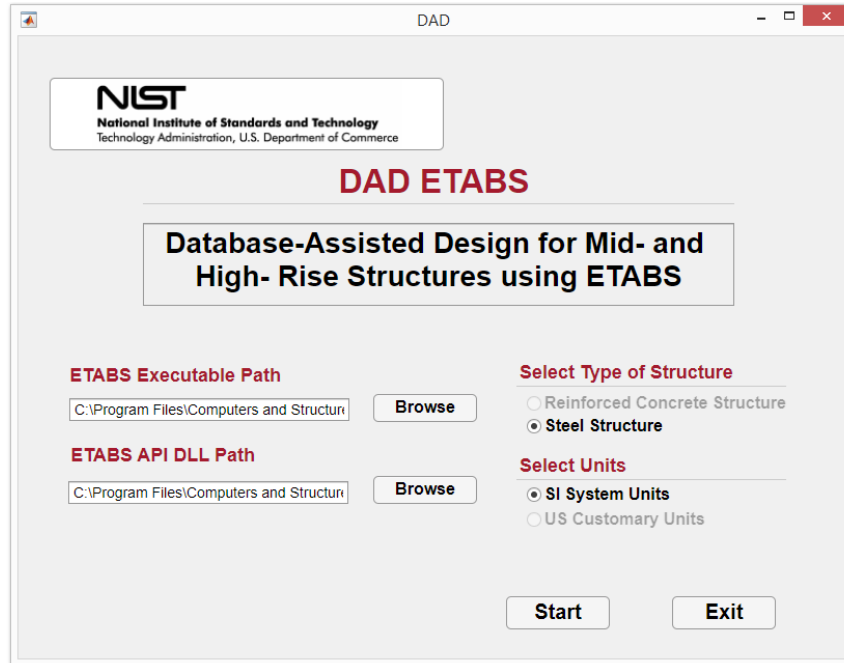 DAD
NIST
National Institute of Standards and Technology
Technology Administration, U.S. Department of Commerce
DAD ETABS
Database-Assisted Design for Mid- and
High- Rise Structures using ETABS
ETABS Executable Path
C:\Program Files\Computers and Structure
Browse
ETABS API DLL Path
C:\Program Files\Computers and Structure
Browse
Select Type of Structure
Reinforced Concrete Structure
Steel Structure
Select Units
SI System Units
US Customary Units
Start
Exit